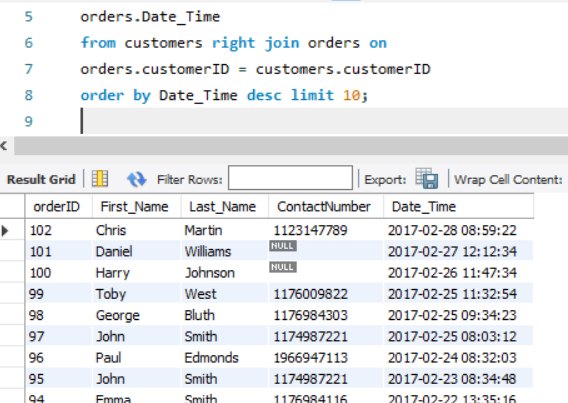 5 orders.Date_Time
6 from customers right join orders on
7 orders.customerID = customers.customerID
8 order by Date_Time desc limit 10;
9
Result Grid Filter Rows: Export: Wrap Cell Content:
orderID First_Name Last_Name ContactNumber Date_Time
102 Chris Martin 1123147789 2017-02-28 08:59:22
101 Daniel Williams NULL 2017-02-27 12:12:34
100 Harry Johnson NULL 2017-02-26 11:47:34
99 Toby West 1176009822 2017-02-25 11:32:54
98 George Bluth 1176984303 2017-02-25 09:34:23
97 John Smith 1174987221 2017-02-25 08:03:12
96 Paul Edmonds 1966947113 2017-02-24 08:32:03
95 John Smith 1174987221 2017-02-23 08:34:48
94 Emma Smith 1176984116 2017-02-22 13:35:16